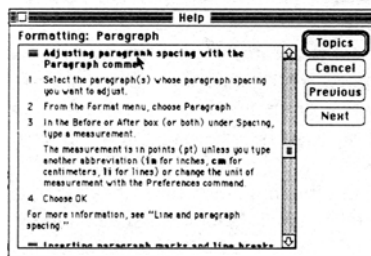 Help
Formatting: Paragraph
Adjusting paragraph spacing with the
Paragraph command
1 Select the paragraph(s) whose paragraph spacing
you want to adjust.
2 From the Format menu, choose Paragraph
3 In the Before or After box (or both) under Spacing,
type a measurement.
The measurement is in points (pt) unless you type
another abbreviation (in for inches, cm for
centimeters, li for lines) or change the unit of
measurement with the Preferences command.
4 Choose OK
For more information, see "Line and paragraph
spacing"
Inserting paragraph marks and line breaks
Topics
Cancel
Previous
Next